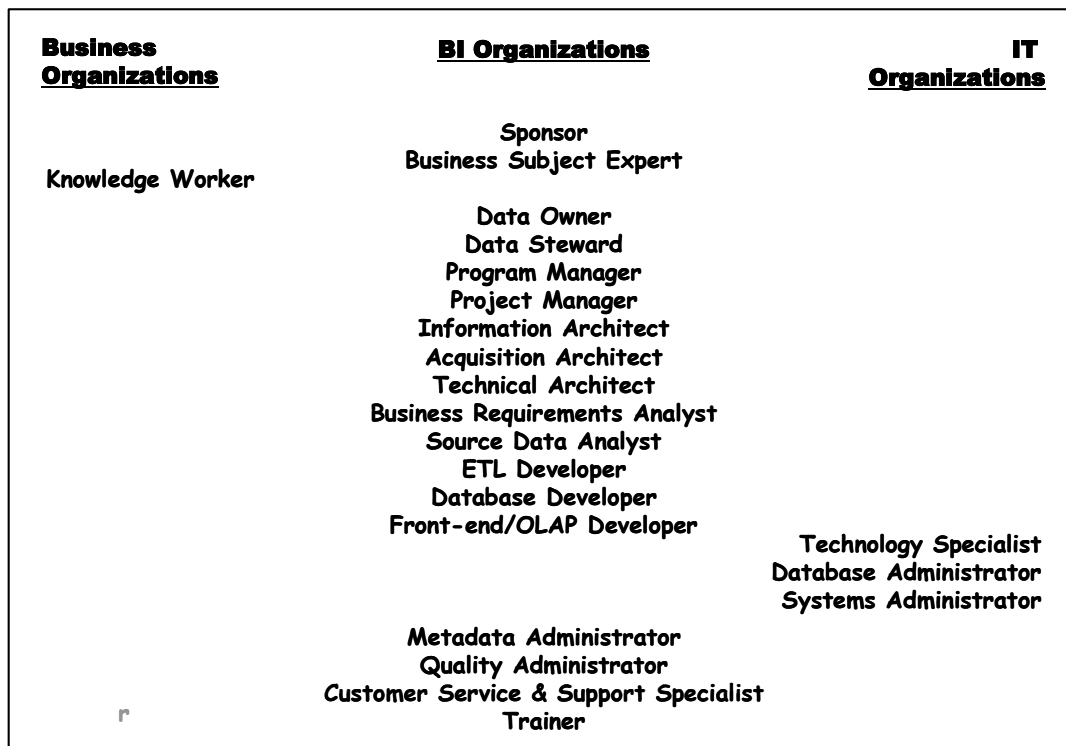 Business
Organizations
BI Organizations
IT
Organizations
Sponsor
Business Subject Expert
Knowledge Worker
Data Owner
Data Steward
Program Manager
Project Manager
Information Architect
Acquisition Architect
Technical Architect
Business Requirements Analyst
Source Data Analyst
ETL Developer
Database Developer
Front-end/OLAP Developer
Technology Specialist
Database Administrator
Systems Administrator
Metadata Administrator
Quality Administrator
Customer Service & Support Specialist
r
Trainer